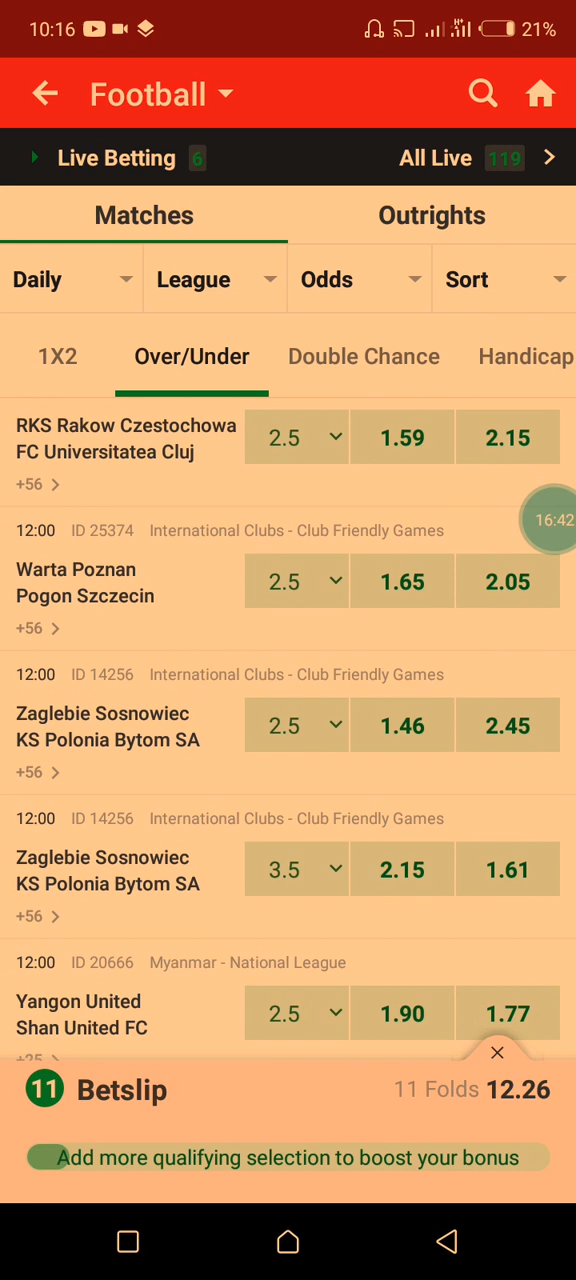 10:16 21%
Football
Live Betting 6 All Live 119
Matches Outrights
Daily League Odds Sort
1X2 Over/Under Double Chance Handicap
RKS Rakow Czestochowa
FC Universitatea Cluj
2.5 1.59 2.15
+56
16:42
12:00 ID 25374 International Clubs - Club Friendly Games
Warta Poznan
Pogon Szczecin
2.5 1.65 2.05
+56
12:00 ID 14256 International Clubs - Club Friendly Games
Zaglebie Sosnowiec
KS Polonia Bytom SA
2.5 1.46 2.45
+56
12:00 ID 14256 International Clubs - Club Friendly Games
Zaglebie Sosnowiec
KS Polonia Bytom SA
3.5 2.15 1.61
+56
12:00 ID 20666 Myanmar - National League
Yangon United
Shan United FC
2.5 1.90 1.77
11 Betslip 11 Folds 12.26
Add more qualifying selection to boost your bonus